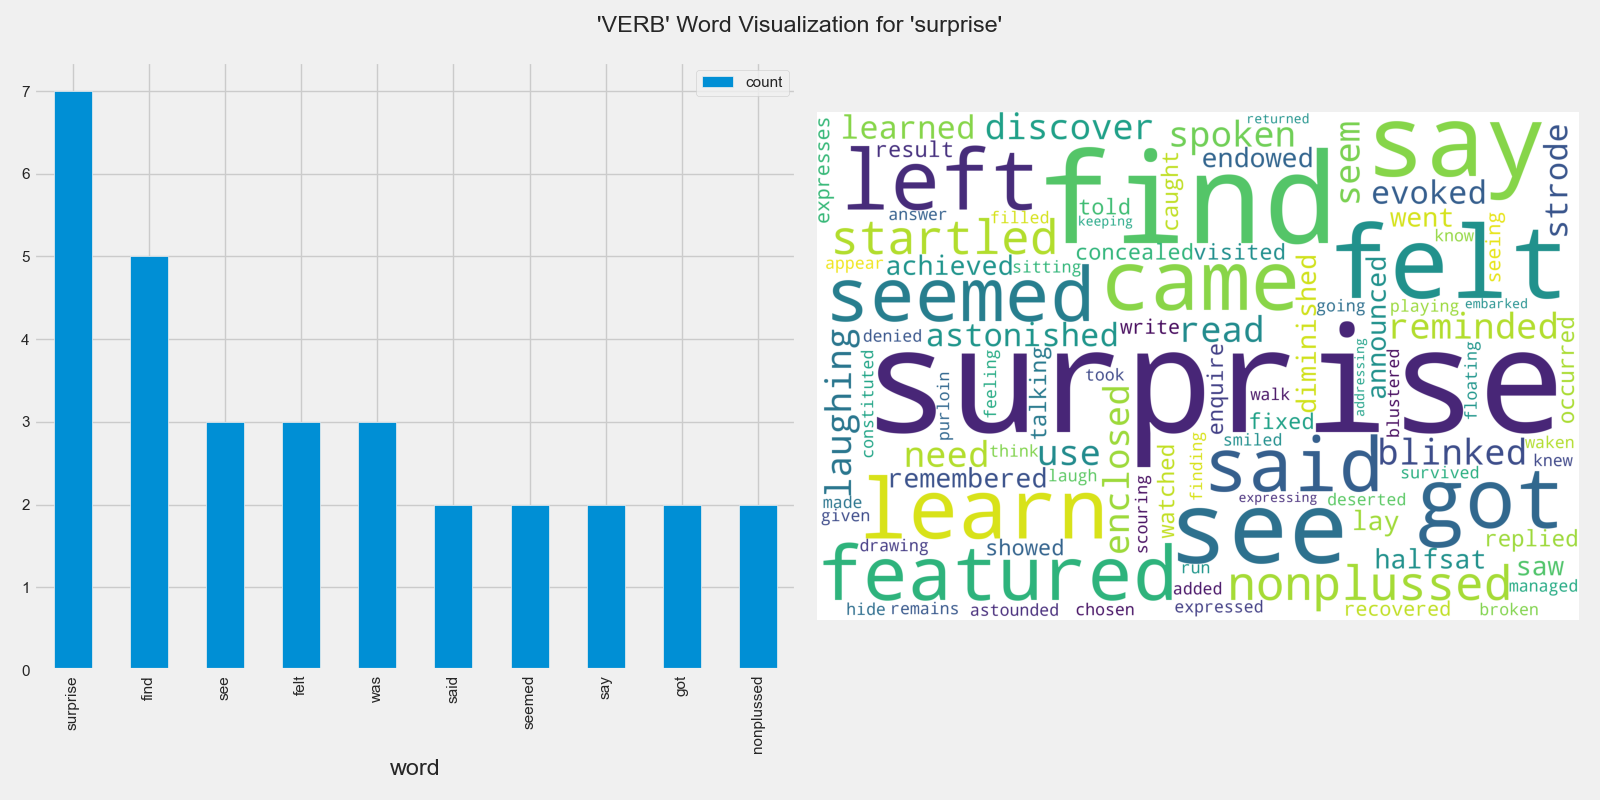 'VERB' Word Visualization for 'surprise'
count
7
6
5
4
3
2
1
0
surprise
find
see
felt
was
said
seemed
say
got
nonplussed
word
expresses
learned
discover
spoken
returned
seem
say
strode
left
result
find
caught
endowed
evoked
answer
filled
told
keeping
went
know
seeing
startled
concealed
visited
felt
appear
achieved
sitting
came
diminished
announced
seemed
going
playing
embarked
denied
astonished
write
read
reminded
occurred
laughing
surprise
constituted
purloin
feeling
talking
took
enquire
walk
addressing
blustered
floating
fixed
need
think
use
enclosed
smiled
said
blinked
waken
knew
remembered
laugh
watched
finding
survived
made
given
learn
scouring
expressing
deserted
see
got
lay
replied
drawing
showed
halfsat
featured
run
added
nonplussed
saw
managed
hide
remains
astounded
chosen
expressed
recovered
broken